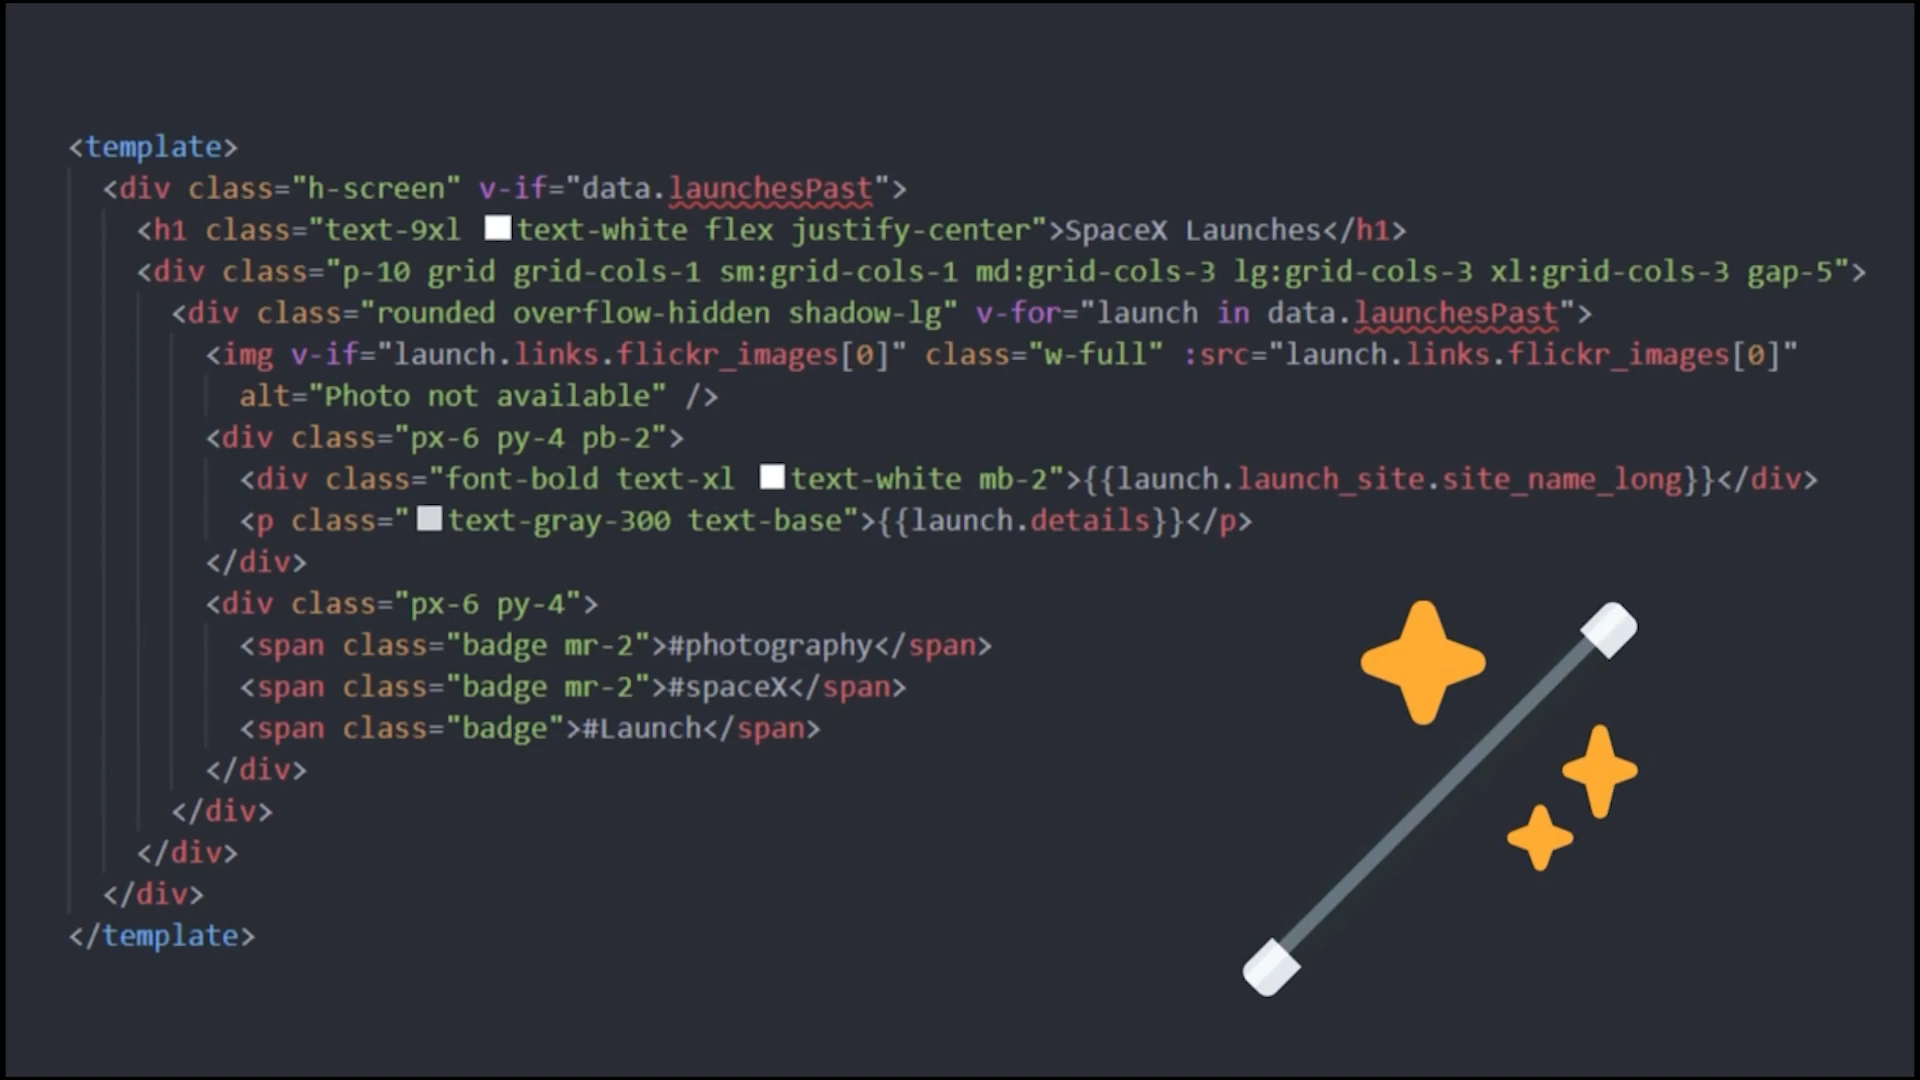 <template>
<div class="h-screen" v-if="data.launchesPast">
<h1 class="text-9xl text-white flex justify-center">SpaceX Launches</h1>
<div class="p-10 grid grid-cols-1 sm:grid-cols-1 md:grid-cols-3 lg:grid-cols-3 xl:grid-cols-3 gap-5">
<div class="rounded overflow-hidden shadow-lg" v-for="launch in data.launchesPast">
<img v-if="launch.links.flickr_images[0]" class="w-full" :src="launch.links.flickr_images[0]"
alt="Photo not available" />
<div class="px-6 py-4 pb-2">
<div class="font-bold text-xl text-white mb-2">{{launch.launch_site.site_name_long}}</div>
<p class="text-gray-300 text-base">{{launch.details}}</p>
</div>
<div class="px-6 py-4">
<span class="badge mr-2">#photography</span>
<span class="badge mr-2">#spaceX</span>
<span class="badge">#Launch</span>
</div>
</div>
</div>
</div>
</template>